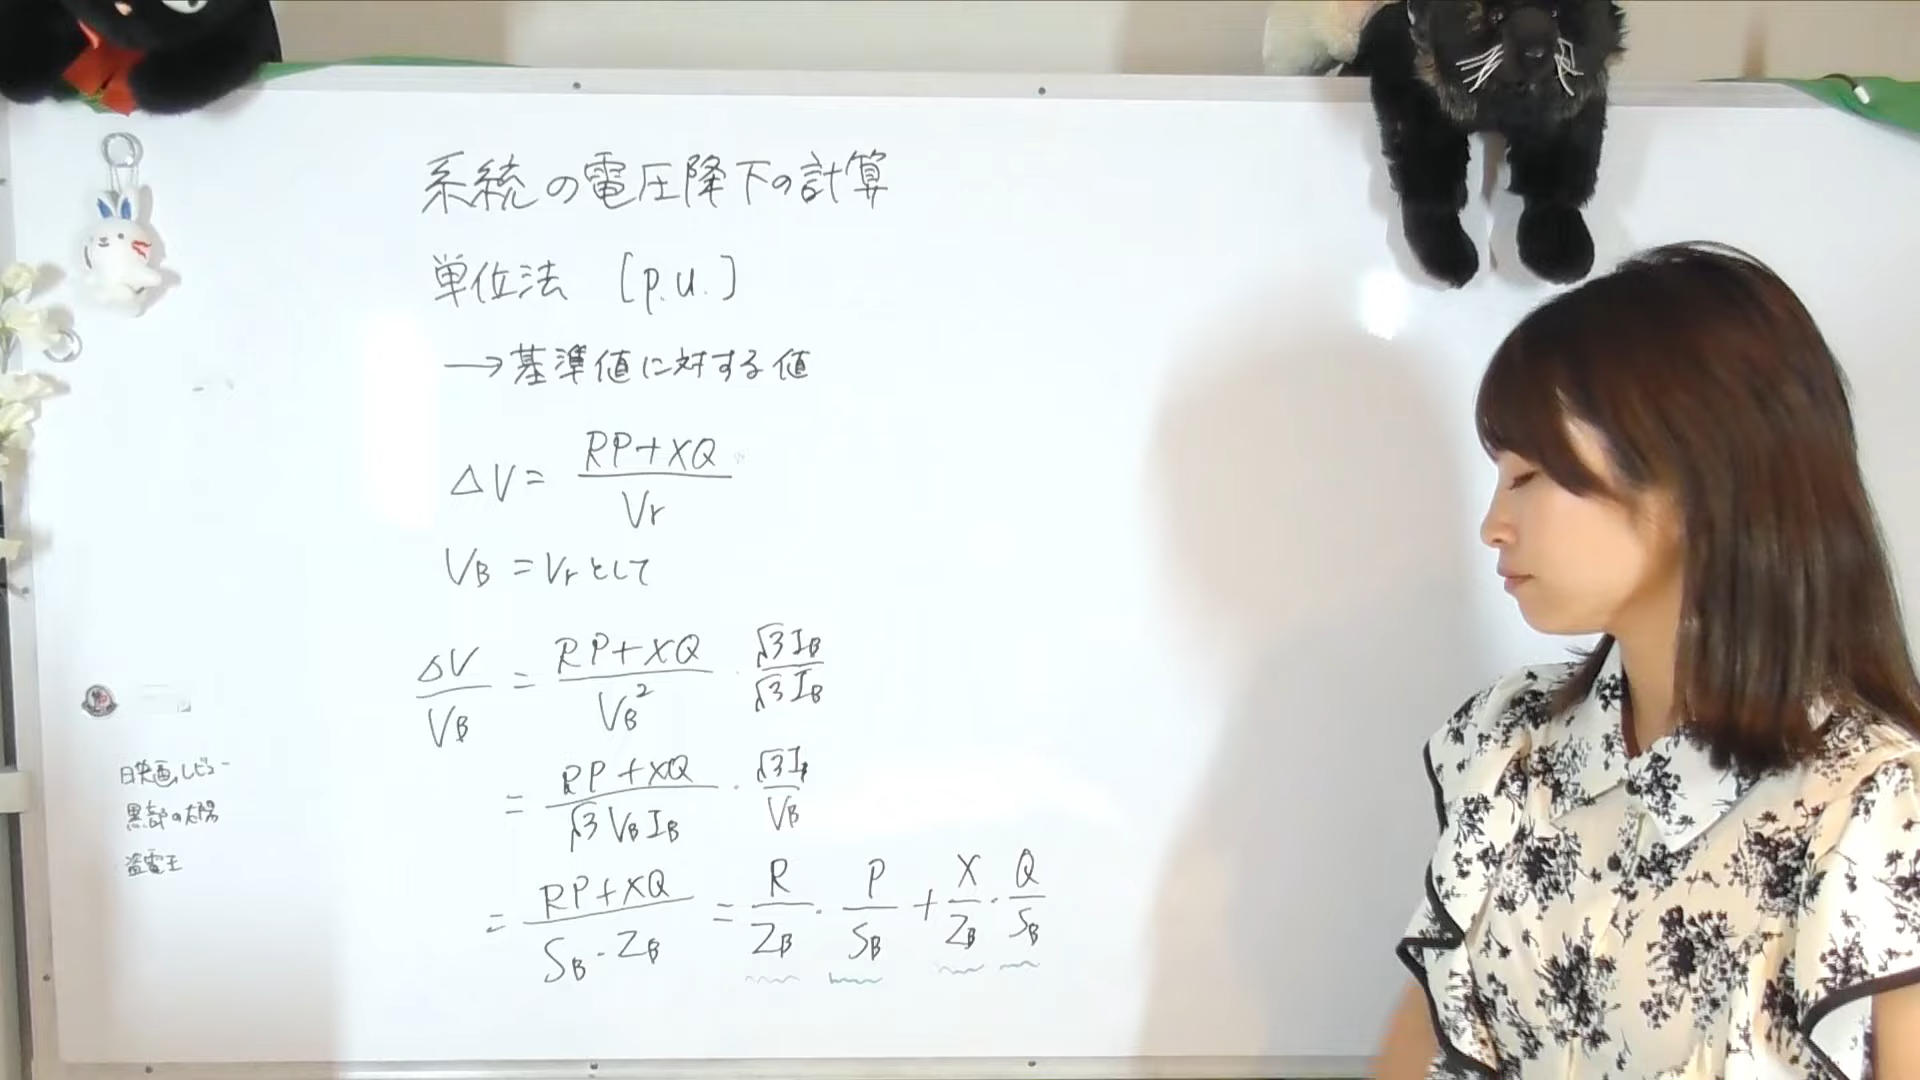 系統の電圧降下の計算
単位法 [p.u.]
→基準値に対する値
ΔV = (RP+XQ)/Vr
VB = Vrとして
ΔV/VB = (RP+XQ)/VB² · √3IB/√3IB
= (RP+XQ)/(√3VBIB) · √3IB/VB
= (RP+XQ)/(SB·ZB) = R/ZB · P/SB + X/ZB · Q/SB
日映画レビュー
黒部の太陽
盗電王